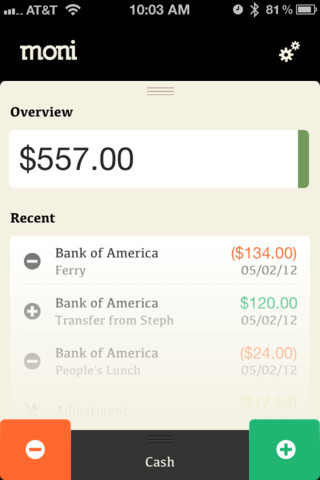 AT&T 10:03 AM 81%
moni
Overview
$557.00
Recent
Bank of America ($134.00)
Ferry 05/02/12
Bank of America $120.00
Transfer from Steph 05/02/12
Bank of America ($24.00)
People's Lunch 05/02/12
Adjustment ($17.94)
Cash